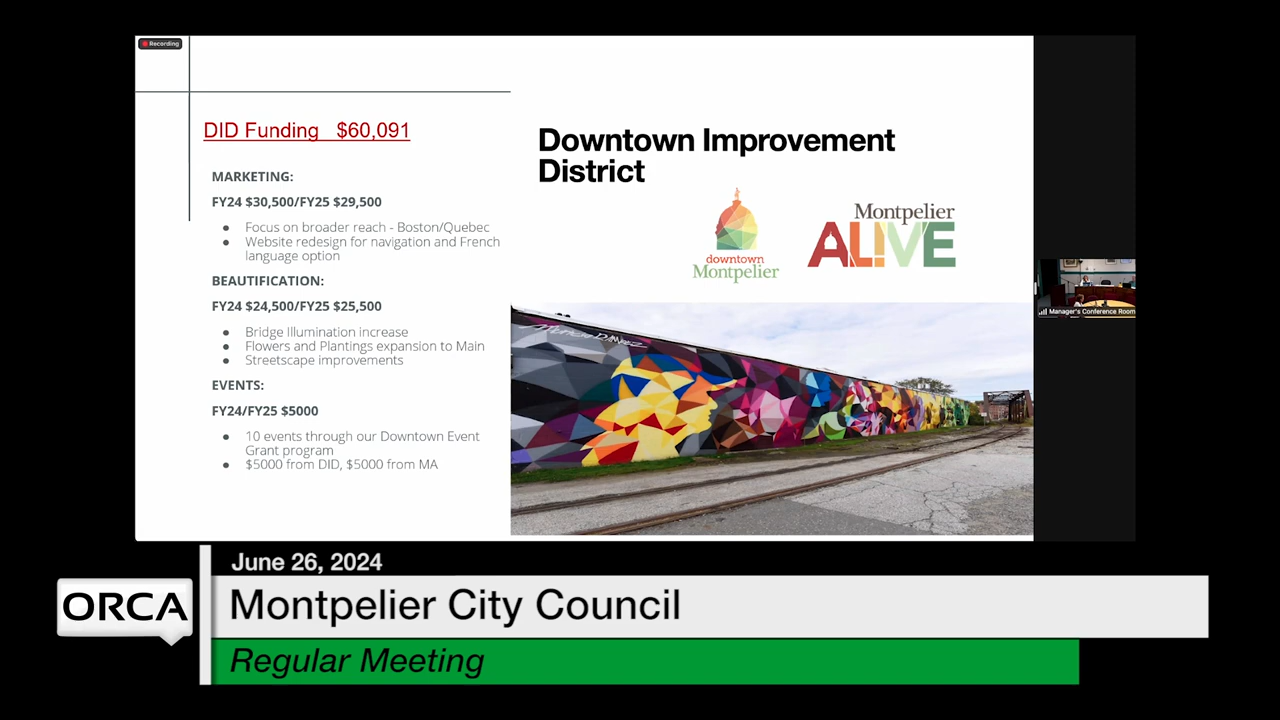 Recording
DID Funding $60,091
MARKETING:
FY24 $30,500/FY25 $29,500
● Focus on broader reach - Boston/Quebec
● Website redesign for navigation and French
language option
BEAUTIFICATION:
FY24 $24,500/FY25 $25,500
● Bridge Illumination increase
● Flowers and Plantings expansion to Main
● Streetscape improvements
EVENTS:
FY24/FY25 $5000
● 10 events through our Downtown Event
Grant program
● $5000 from DID, $5000 from MA
Downtown Improvement
District
downtown
Montpelier
Montpelier
ALIVE
Manager's Conference Room
June 26, 2024
ORCA
Montpelier City Council
Regular Meeting